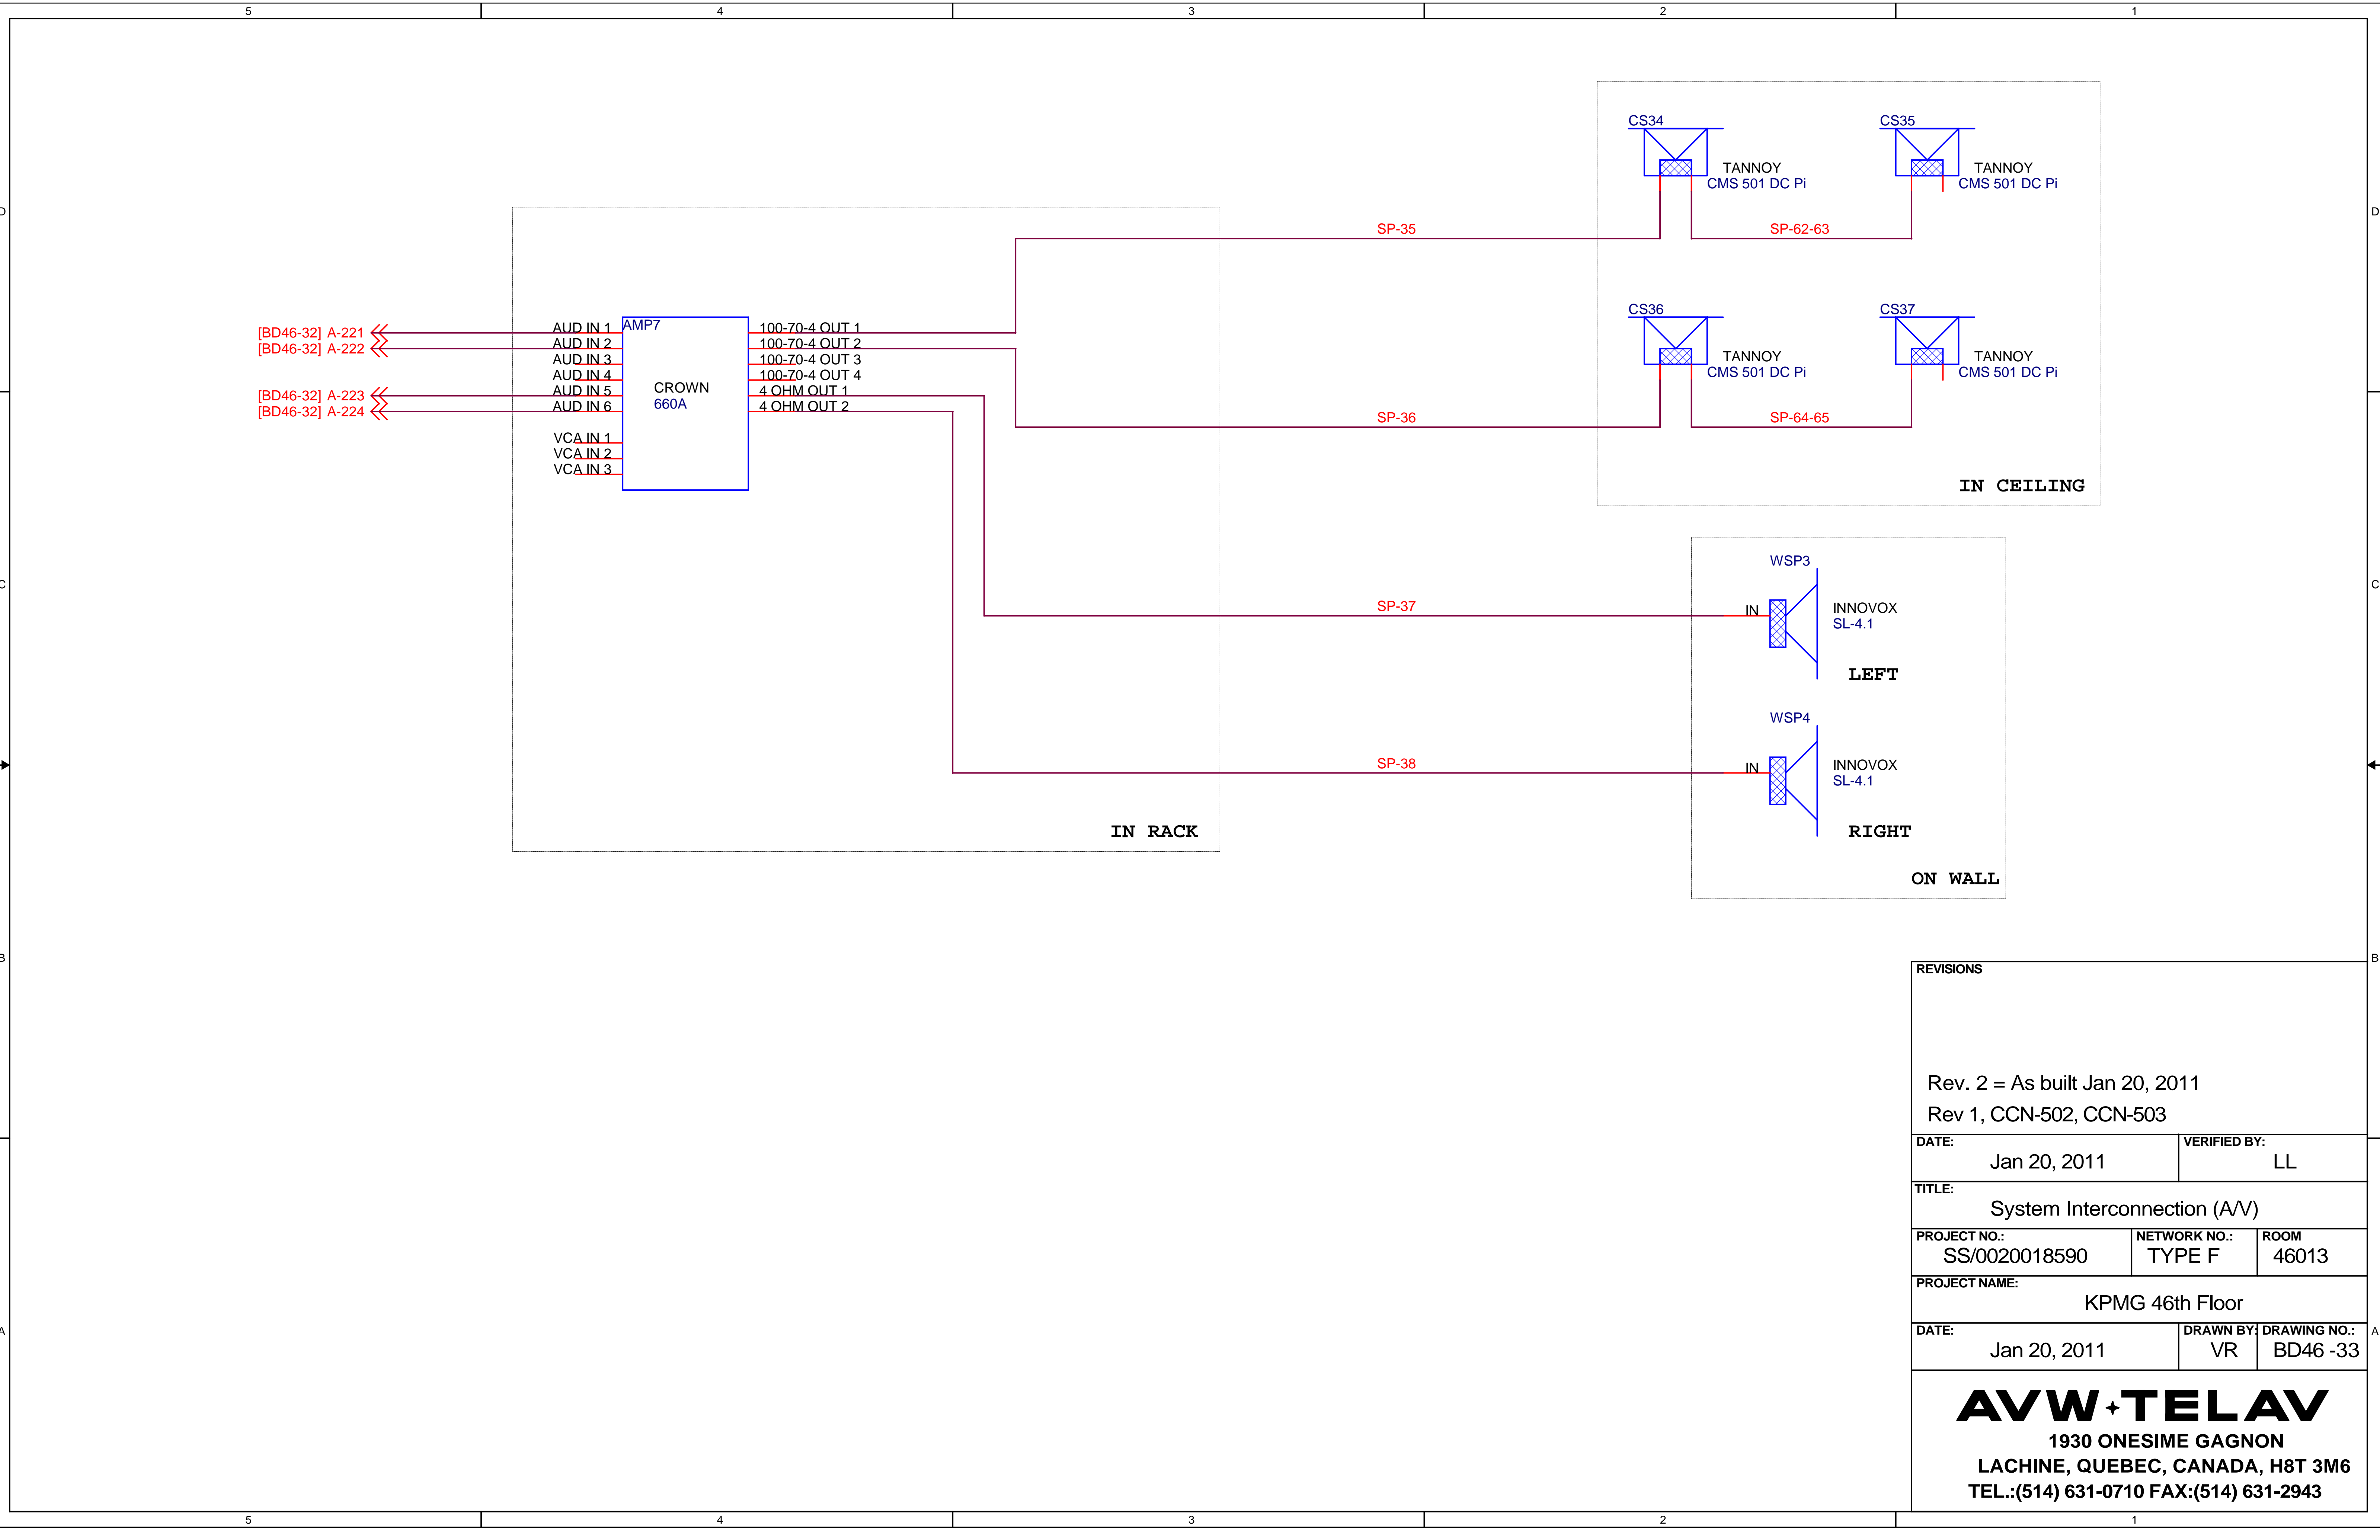 5 4 3 2 1
CS34
CS35
TANNOY
CMS 501 DC Pi
TANNOY
CMS 501 DC Pi
D
D
SP-35
SP-62-63
CS36
CS37
TANNOY
CMS 501 DC Pi
TANNOY
CMS 501 DC Pi
SP-36
SP-64-65
IN CEILING
[BD46-32] A-221
[BD46-32] A-222
[BD46-32] A-223
[BD46-32] A-224
AUD IN 1
AUD IN 2
AUD IN 3
AUD IN 4
AUD IN 5
AUD IN 6
VCA IN 1
VCA IN 2
VCA IN 3
AMP7
CROWN
660A
100-70-4 OUT 1
100-70-4 OUT 2
100-70-4 OUT 3
100-70-4 OUT 4
4 OHM OUT 1
4 OHM OUT 2
C
C
WSP3
SP-37
IN
INNOVOX
SL-4.1
LEFT
WSP4
SP-38
IN
INNOVOX
SL-4.1
RIGHT
IN RACK
ON WALL
B
B
REVISIONS
Rev. 2 = As built Jan 20, 2011
Rev 1, CCN-502, CCN-503
DATE:
Jan 20, 2011
VERIFIED BY:
LL
TITLE:
System Interconnection (A/V)
PROJECT NO.:
SS/0020018590
NETWORK NO.:
TYPE F
ROOM
46013
PROJECT NAME:
KPMG 46th Floor
A
A
DATE:
Jan 20, 2011
DRAWN BY:
VR
DRAWING NO.:
BD46 -33
AVW TELAV
1930 ONESIME GAGNON
LACHINE, QUEBEC, CANADA, H8T 3M6
TEL.:(514) 631-0710 FAX:(514) 631-2943
5 4 3 2 1